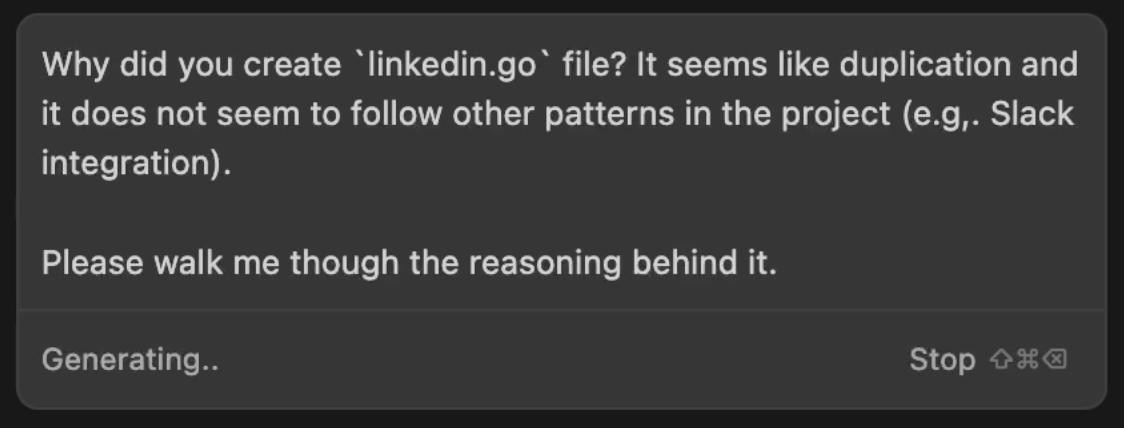 Why did you create `linkedin.go` file? It seems like duplication and
it does not seem to follow other patterns in the project (e.g,. Slack
integration).
Please walk me though the reasoning behind it.
Generating..
Stop ⇧⌘⌫